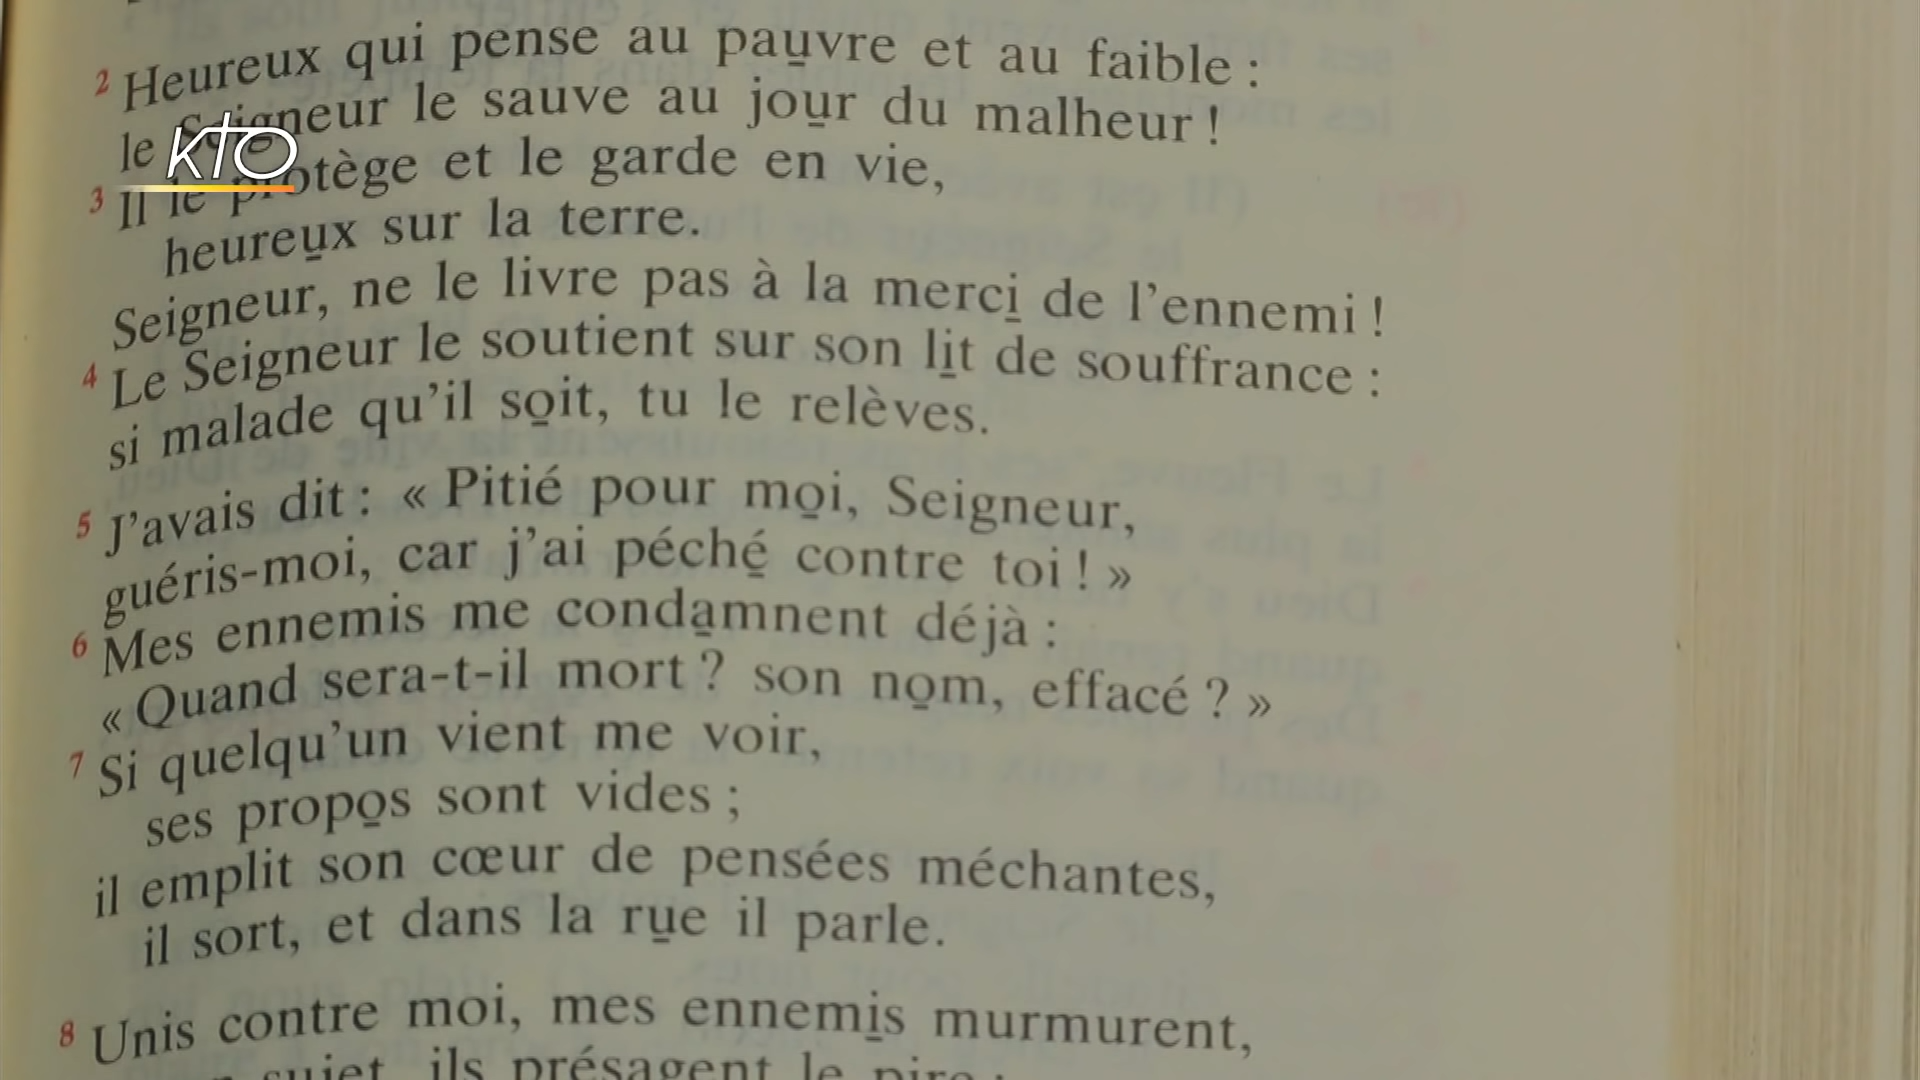 2 Heureux qui pense au pauvre et au faible :
le Seigneur le sauve au jour du malheur !
KTO
3 Il le protège et le garde en vie,
heureux sur la terre.
Seigneur, ne le livre pas à la merci de l'ennemi !
4 Le Seigneur le soutient sur son lit de souffrance :
si malade qu'il soit, tu le relèves.
5 J'avais dit : « Pitié pour moi, Seigneur,
guéris-moi, car j'ai péché contre toi ! »
6 Mes ennemis me condamnent déjà :
« Quand sera-t-il mort ? son nom, effacé ? »
7 Si quelqu'un vient me voir,
ses propos sont vides ;
il emplit son cœur de pensées méchantes,
il sort, et dans la rue il parle.
8 Unis contre moi, mes ennemis murmurent,
sujet, ils présagent le pire :